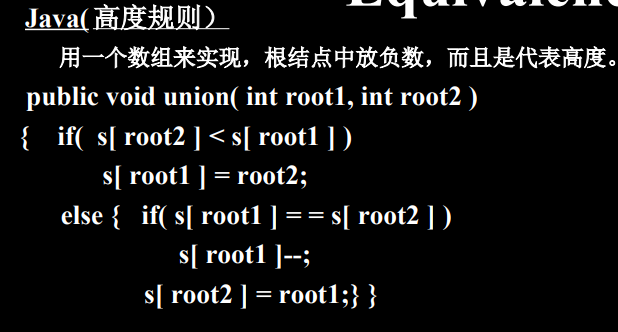 Java(高度规则）
用一个数组来实现，根结点中放负数，而且是代表高度。
public void union( int root1, int root2 )
{ if( s[ root2 ] < s[ root1 ] )
s[ root1 ] = root2;
else { if( s[ root1 ] = = s[ root2 ] )
s[ root1 ]--;
s[ root2 ] = root1;} }